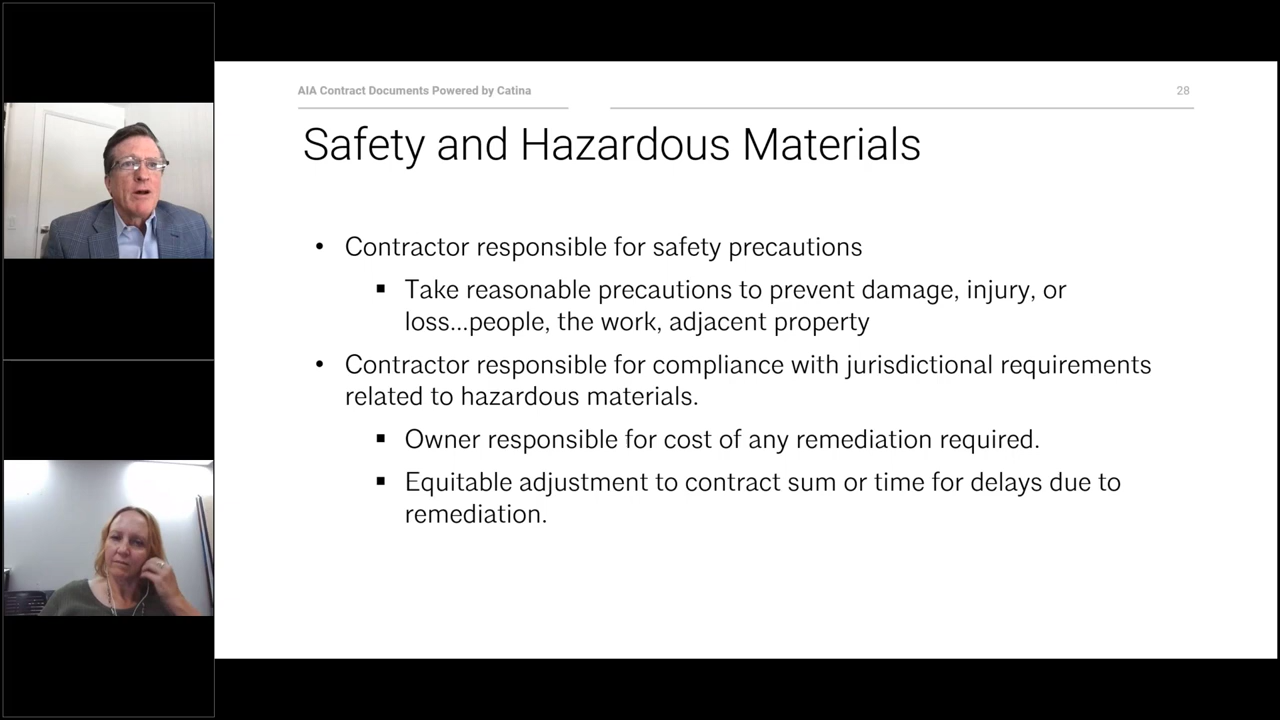 AIA Contract Documents Powered by Catina
28
Safety and Hazardous Materials
• Contractor responsible for safety precautions
▪ Take reasonable precautions to prevent damage, injury, or
loss...people, the work, adjacent property
• Contractor responsible for compliance with jurisdictional requirements
related to hazardous materials.
▪ Owner responsible for cost of any remediation required.
▪ Equitable adjustment to contract sum or time for delays due to
remediation.